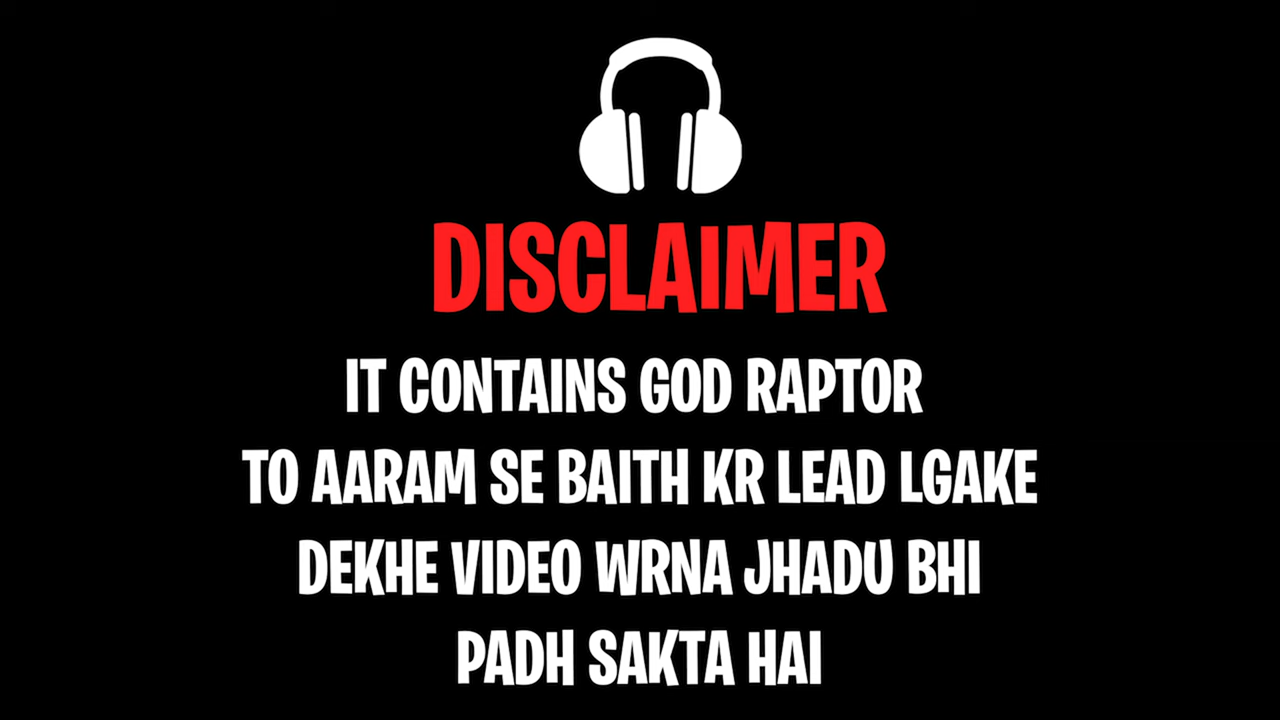 DISCLAIMER
IT CONTAINS GOD RAPTOR
TO AARAM SE BAITH KR LEAD LGAKE
DEKHE VIDEO WRNA JHADU BHI
PADH SAKTA HAI